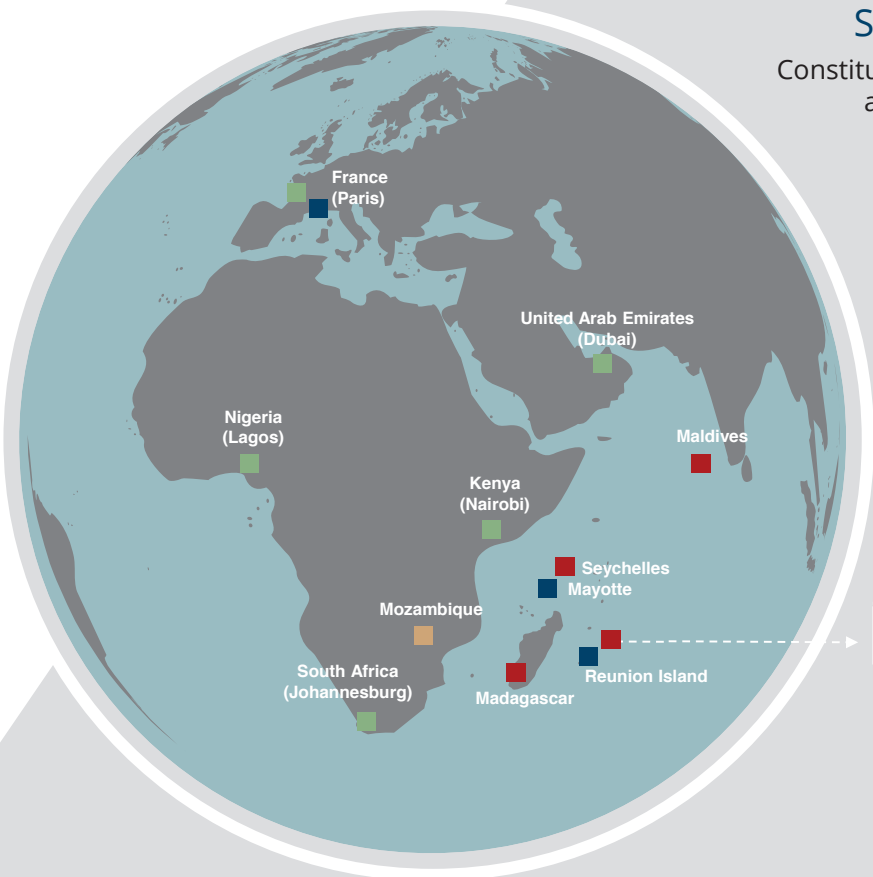 S
Constitu
a
France
(Paris)
United Arab Emirates
(Dubai)
Nigeria
(Lagos)
Maldives
Kenya
(Nairobi)
Seychelles
Mayotte
Mozambique
South Africa
(Johannesburg)
Reunion Island
Madagascar